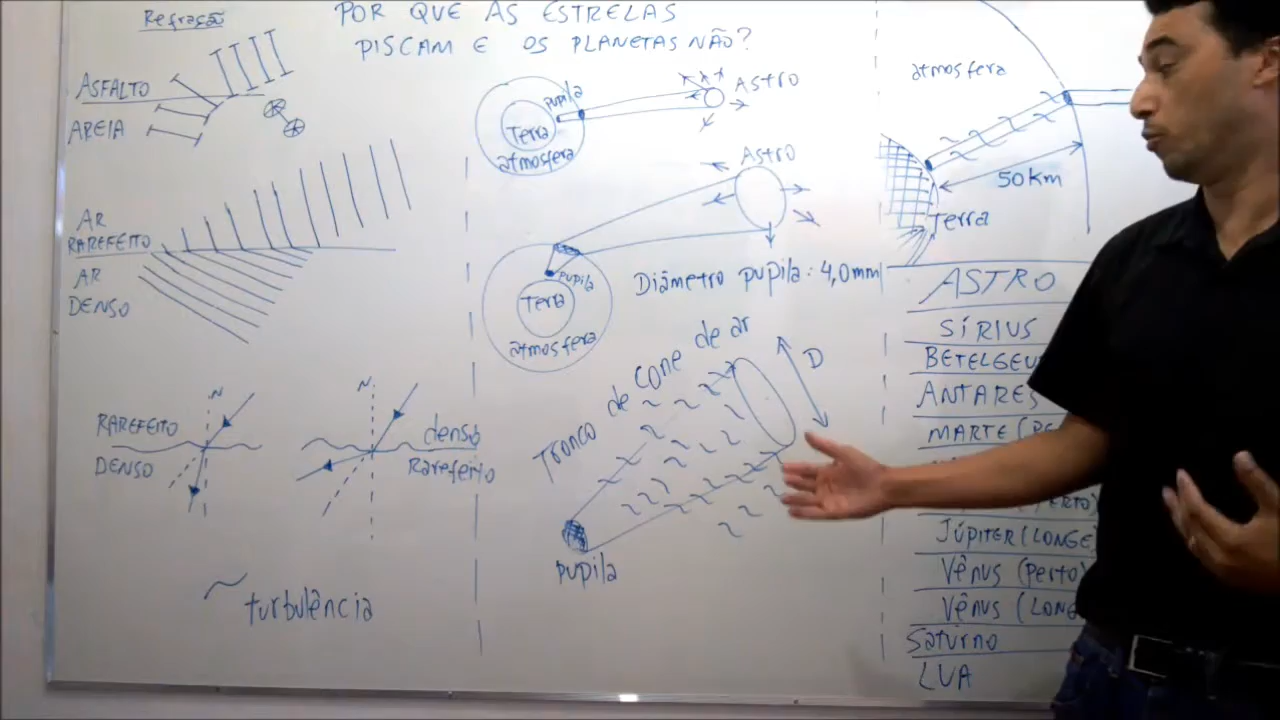 Refração
POR QUE AS ESTRELAS
PISCAM E OS PLANETAS NÃO?
ASFALTO
AREIA
AR
RAREFEITO
AR
DENSO
N
RAREFEITO
DENSO
N
denso
Rarefeito
turbulência
pupila
Astro
Terra
atmosfera
Astro
pupila
Terra
atmosfera
Diâmetro pupila: 4,0mm
Tronco de cone de ar
D
pupila
atmosfera
50km
Terra
ASTRO
SÍRIUS
BETELGEU
ANTARES
MARTE (PE
PERTO)
JÚPITER (LONGE)
Vênus (Perto)
Vênus (LONG
Saturno
LUA